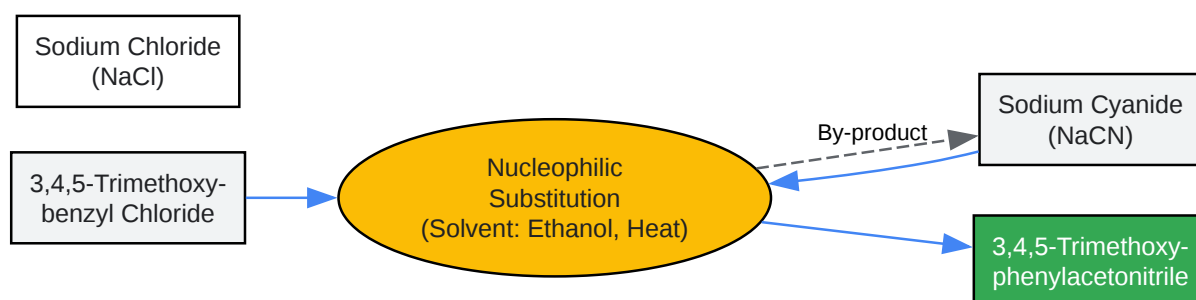 Sodium Chloride
(NaCl)
3,4,5-Trimethoxy-
benzyl Chloride
Nucleophilic
Substitution
(Solvent: Ethanol, Heat)
By-product
Sodium Cyanide
(NaCN)
3,4,5-Trimethoxy-
phenylacetonitrile